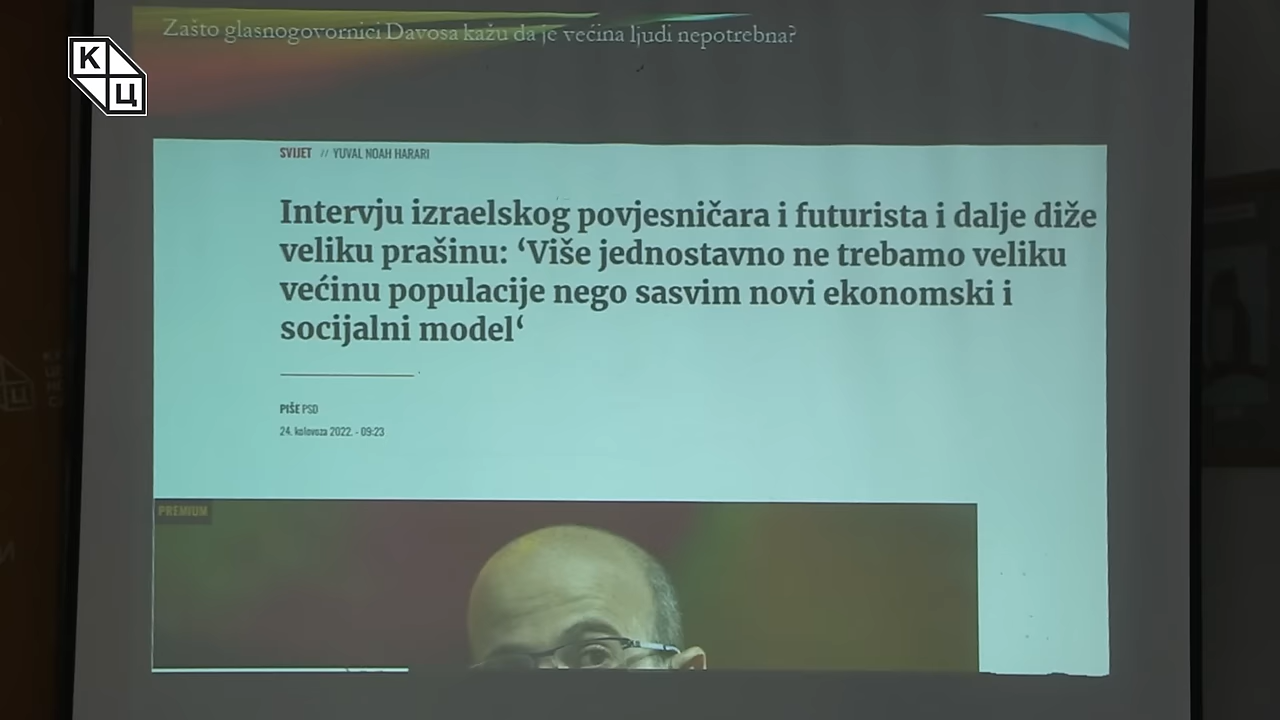 Zašto glasnogovornici Davosa kažu da je većina ljudi nepotrebna?
К
Ц
SVIJET // YUVAL NOAH HARARI
Intervju izraelskog povjesničara i futurista i dalje diže
veliku prašinu: ‘Više jednostavno ne trebamo veliku
većinu populacije nego sasvim novi ekonomski i
socijalni model‘
PIŠE PSD
24. kolovoza 2022. - 09:23
PREMIUM